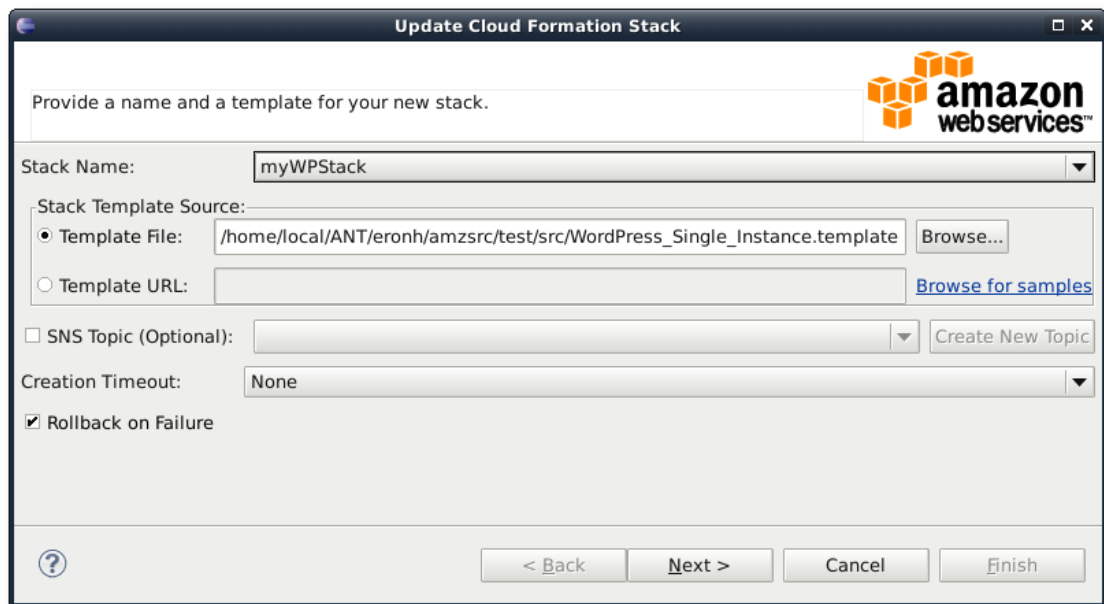 Update Cloud Formation Stack
Provide a name and a template for your new stack.
amazon
web services™
Stack Name: myWPStack
Stack Template Source:
Template File: /home/local/ANT/eronh/amzsrc/test/src/WordPress_Single_Instance.template Browse...
Template URL: Browse for samples
SNS Topic (Optional): Create New Topic
Creation Timeout: None
Rollback on Failure
? < Back Next > Cancel Finish